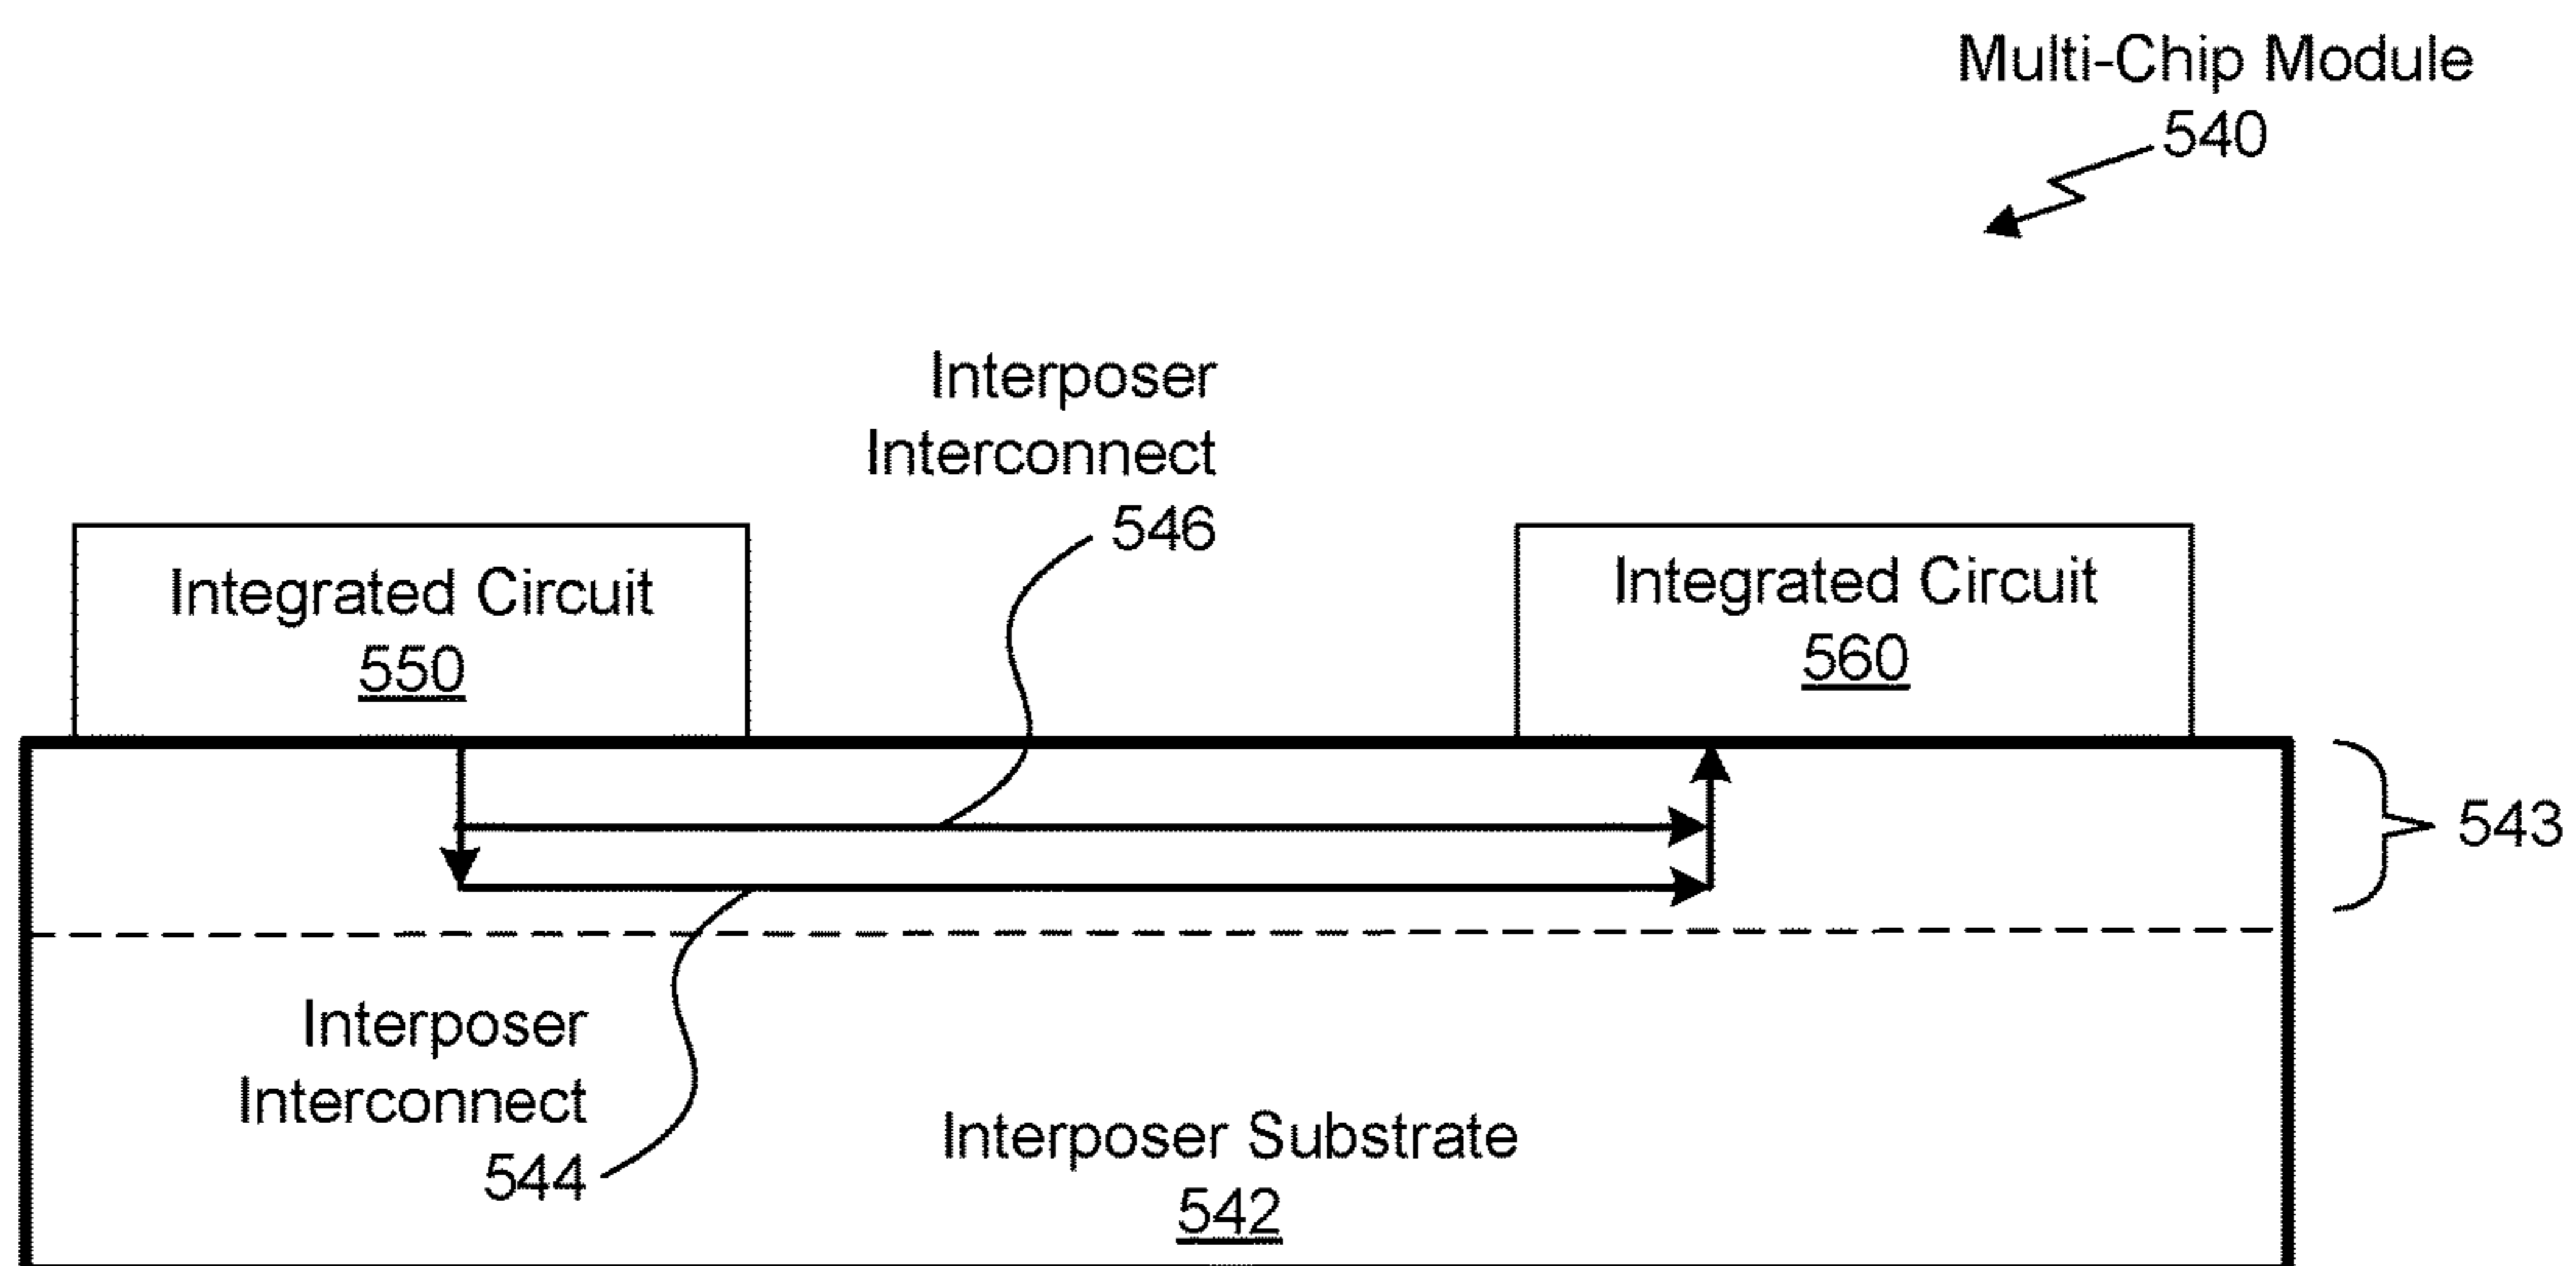 Multi-Chip Module
540
Interposer
Interconnect
546
Integrated Circuit
550
Integrated Circuit
560
543
Interposer
Interconnect
544
Interposer Substrate
542